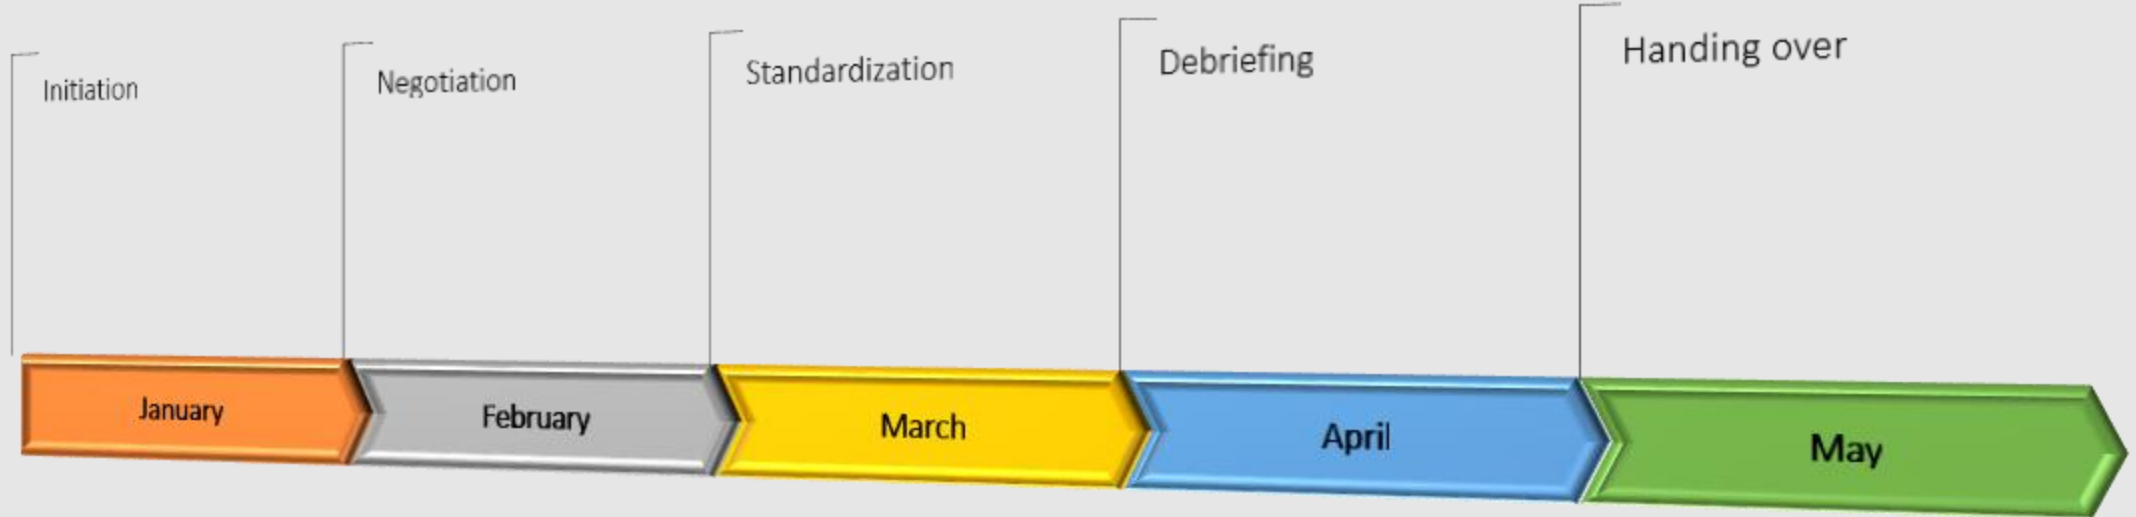 Initiation
Negotiation
Standardization
Debriefing
Handing over
January
February
March
April
May